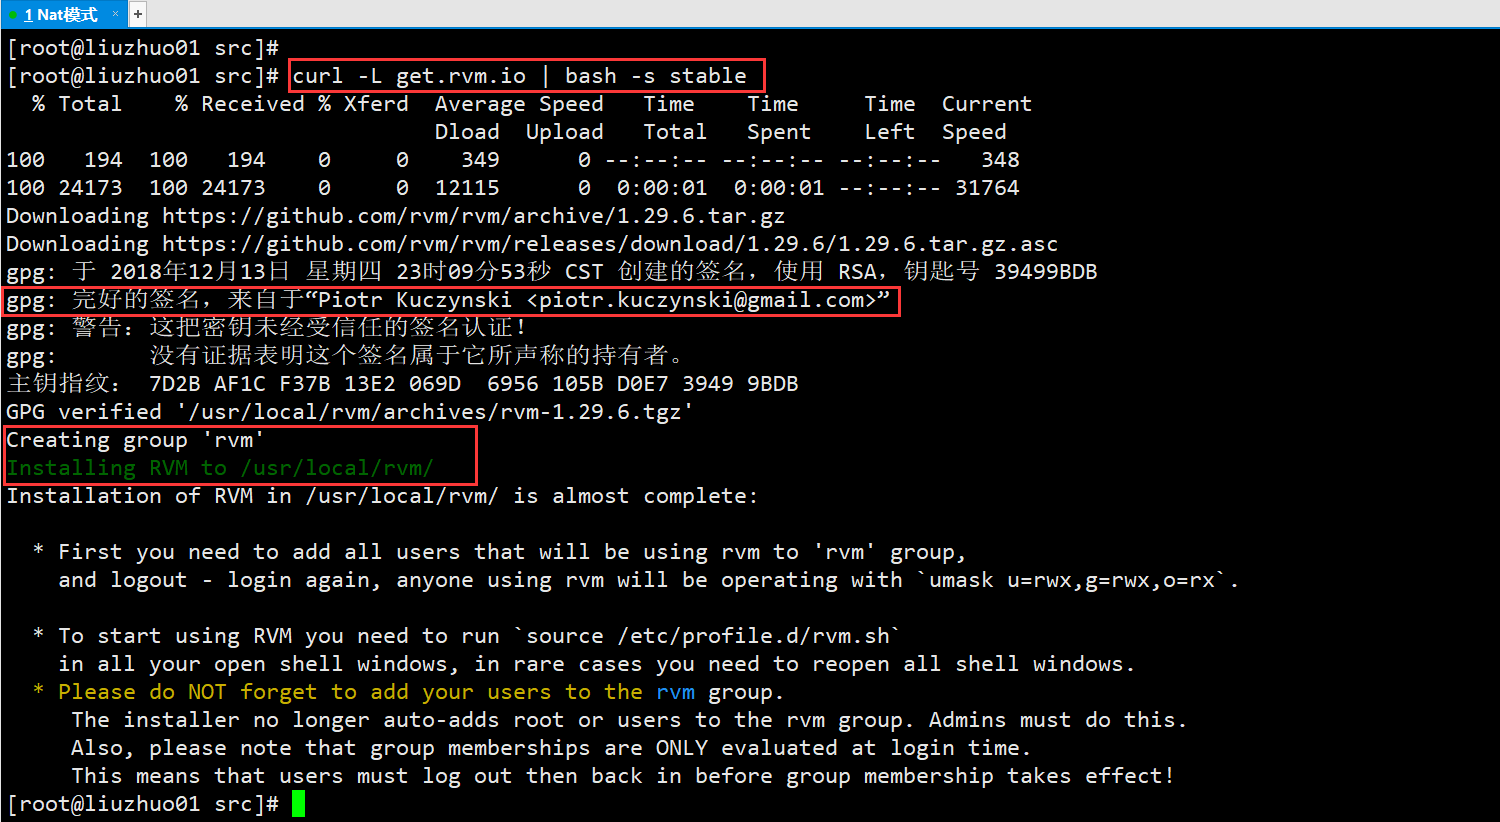 1 Nat模式 × +
[root@liuzhuo01 src]#
[root@liuzhuo01 src]# curl -L get.rvm.io | bash -s stable
  % Total    % Received % Xferd  Average Speed   Time    Time     Time  Current
                                 Dload  Upload   Total   Spent    Left  Speed
100   194  100   194    0     0    349      0 --:--:-- --:--:-- --:--:--   348
100 24173  100 24173    0     0  12115      0  0:00:01  0:00:01 --:--:-- 31764
Downloading https://github.com/rvm/rvm/archive/1.29.6.tar.gz
Downloading https://github.com/rvm/rvm/releases/download/1.29.6/1.29.6.tar.gz.asc
gpg: 于 2018年12月13日 星期四 23时09分53秒 CST 创建的签名，使用 RSA，钥匙号 39499BDB
gpg: 完好的签名，来自于“Piotr Kuczynski <piotr.kuczynski@gmail.com>”
gpg: 警告：这把密钥未经受信任的签名认证！
gpg:       没有证据表明这个签名属于它所声称的持有者。
主钥指纹： 7D2B AF1C F37B 13E2 069D  6956 105B D0E7 3949 9BDB
GPG verified '/usr/local/rvm/archives/rvm-1.29.6.tgz'
Creating group 'rvm'
Installing RVM to /usr/local/rvm/
Installation of RVM in /usr/local/rvm/ is almost complete:
  * First you need to add all users that will be using rvm to 'rvm' group,
    and logout - login again, anyone using rvm will be operating with `umask u=rwx,g=rwx,o=rx`.
  * To start using RVM you need to run `source /etc/profile.d/rvm.sh`
    in all your open shell windows, in rare cases you need to reopen all shell windows.
  * Please do NOT forget to add your users to the rvm group.
     The installer no longer auto-adds root or users to the rvm group. Admins must do this.
     Also, please note that group memberships are ONLY evaluated at login time.
     This means that users must log out then back in before group membership takes effect!
[root@liuzhuo01 src]#